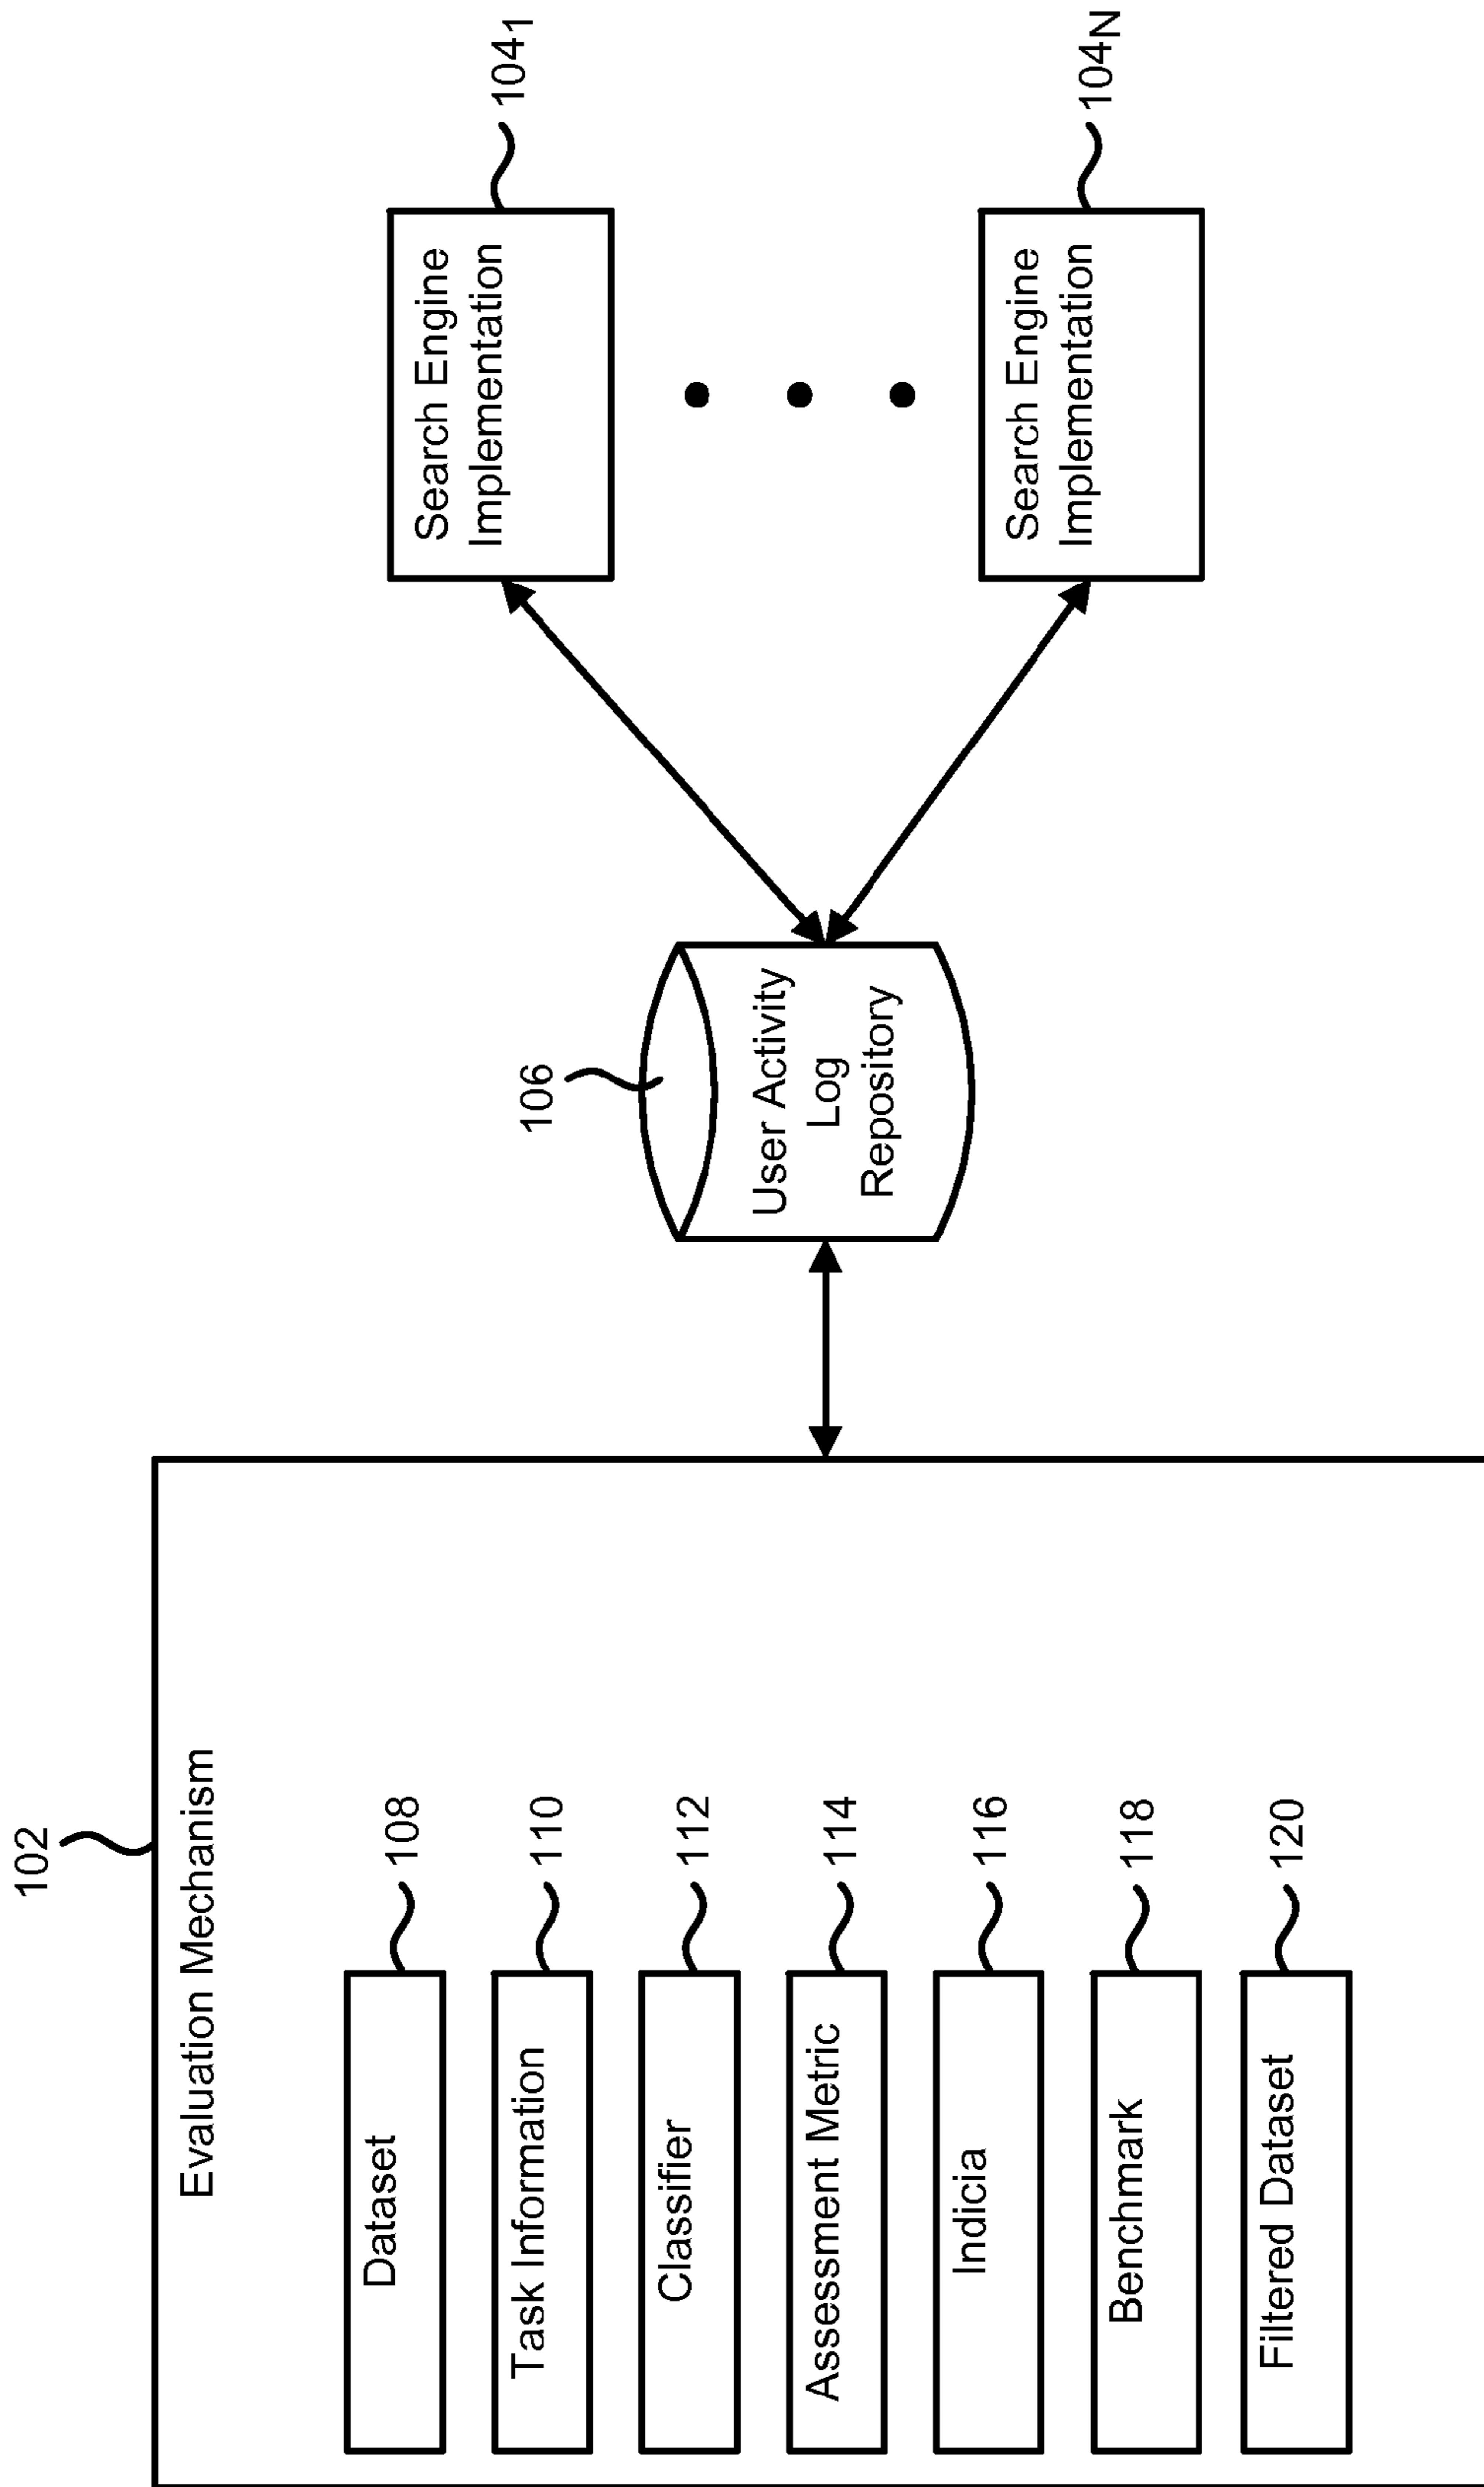 102
Evaluation Mechanism
Dataset
108
Task Information
110
Classifier
112
Assessment Metric
114
Indicia
116
Benchmark
118
Filtered Dataset
120
106
User Activity
Log
Repository
Search Engine
Implementation
1041
Search Engine
Implementation
104N